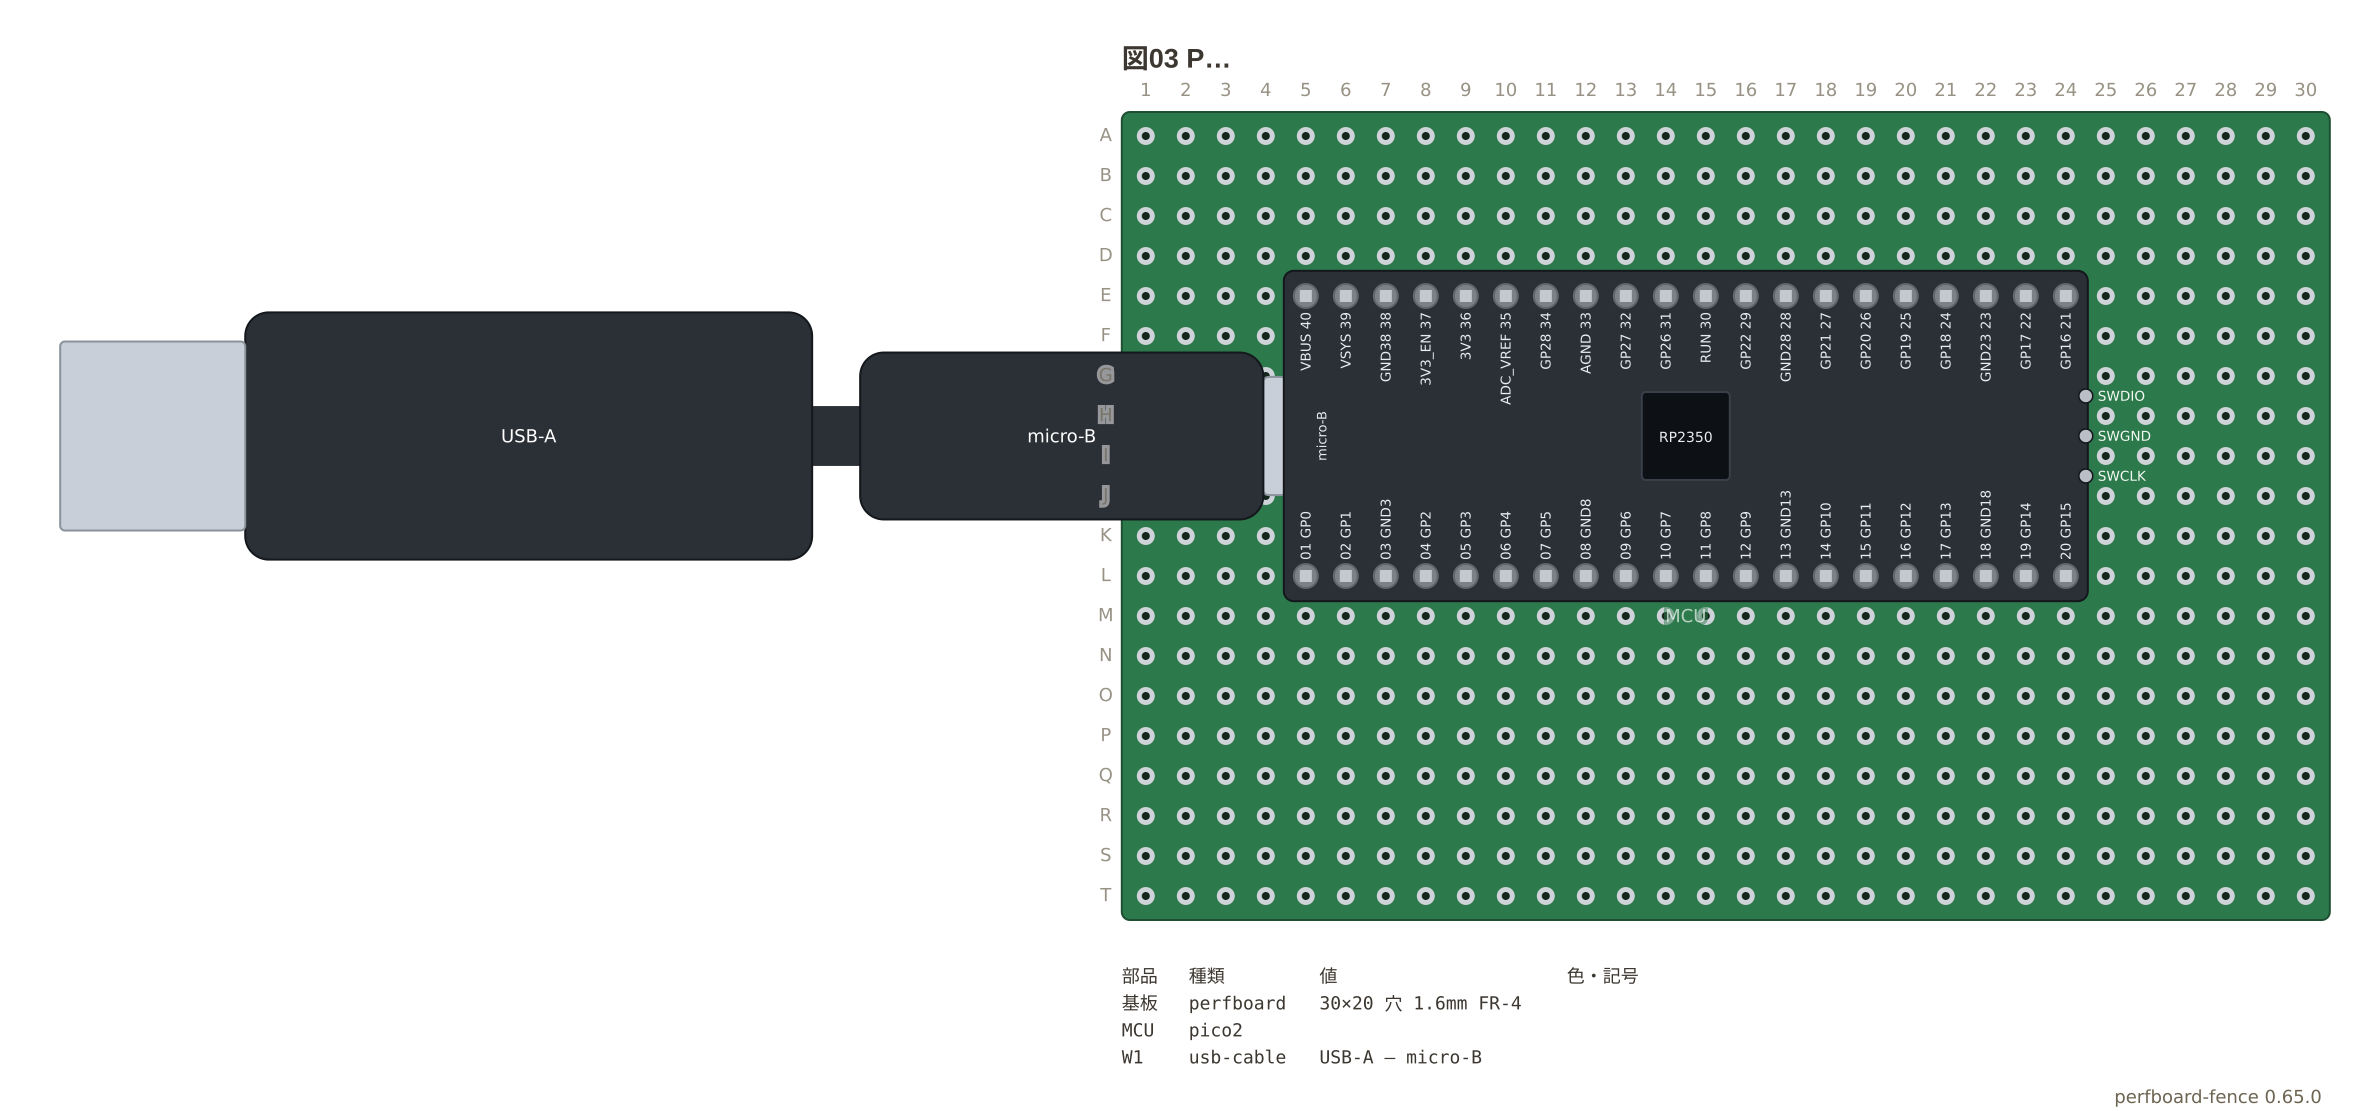 図03 P…
1 2 3 4 5 6 7 8 9 10 11 12 13 14 15 16 17 18 19 20 21 22 23 24 25 26 27 28 29 30
A
B
C
D
E
F
G
H
I
J
K
L
M
N
O
P
Q
R
S
T
USB-A
micro-B
VBUS 40
VSYS 39
GND38 38
3V3_EN 37
3V3 36
ADC_VREF 35
GP28 34
AGND 33
GP27 32
GP26 31
RUN 30
GP22 29
GND28 28
GP21 27
GP20 26
GP19 25
GP18 24
GND23 23
GP17 22
GP16 21
micro-B
RP2350
SWDIO
SWGND
SWCLK
01 GP0
02 GP1
03 GND3
04 GP2
05 GP3
06 GP4
07 GP5
08 GND8
09 GP6
10 GP7
11 GP8
12 GP9
13 GND13
14 GP10
15 GP11
16 GP12
17 GP13
18 GND18
19 GP14
20 GP15
MCU
部品 種類 値 色・記号
基板 perfboard 30×20 穴 1.6mm FR-4
MCU pico2
W1 usb-cable USB-A — micro-B
perfboard-fence 0.65.0